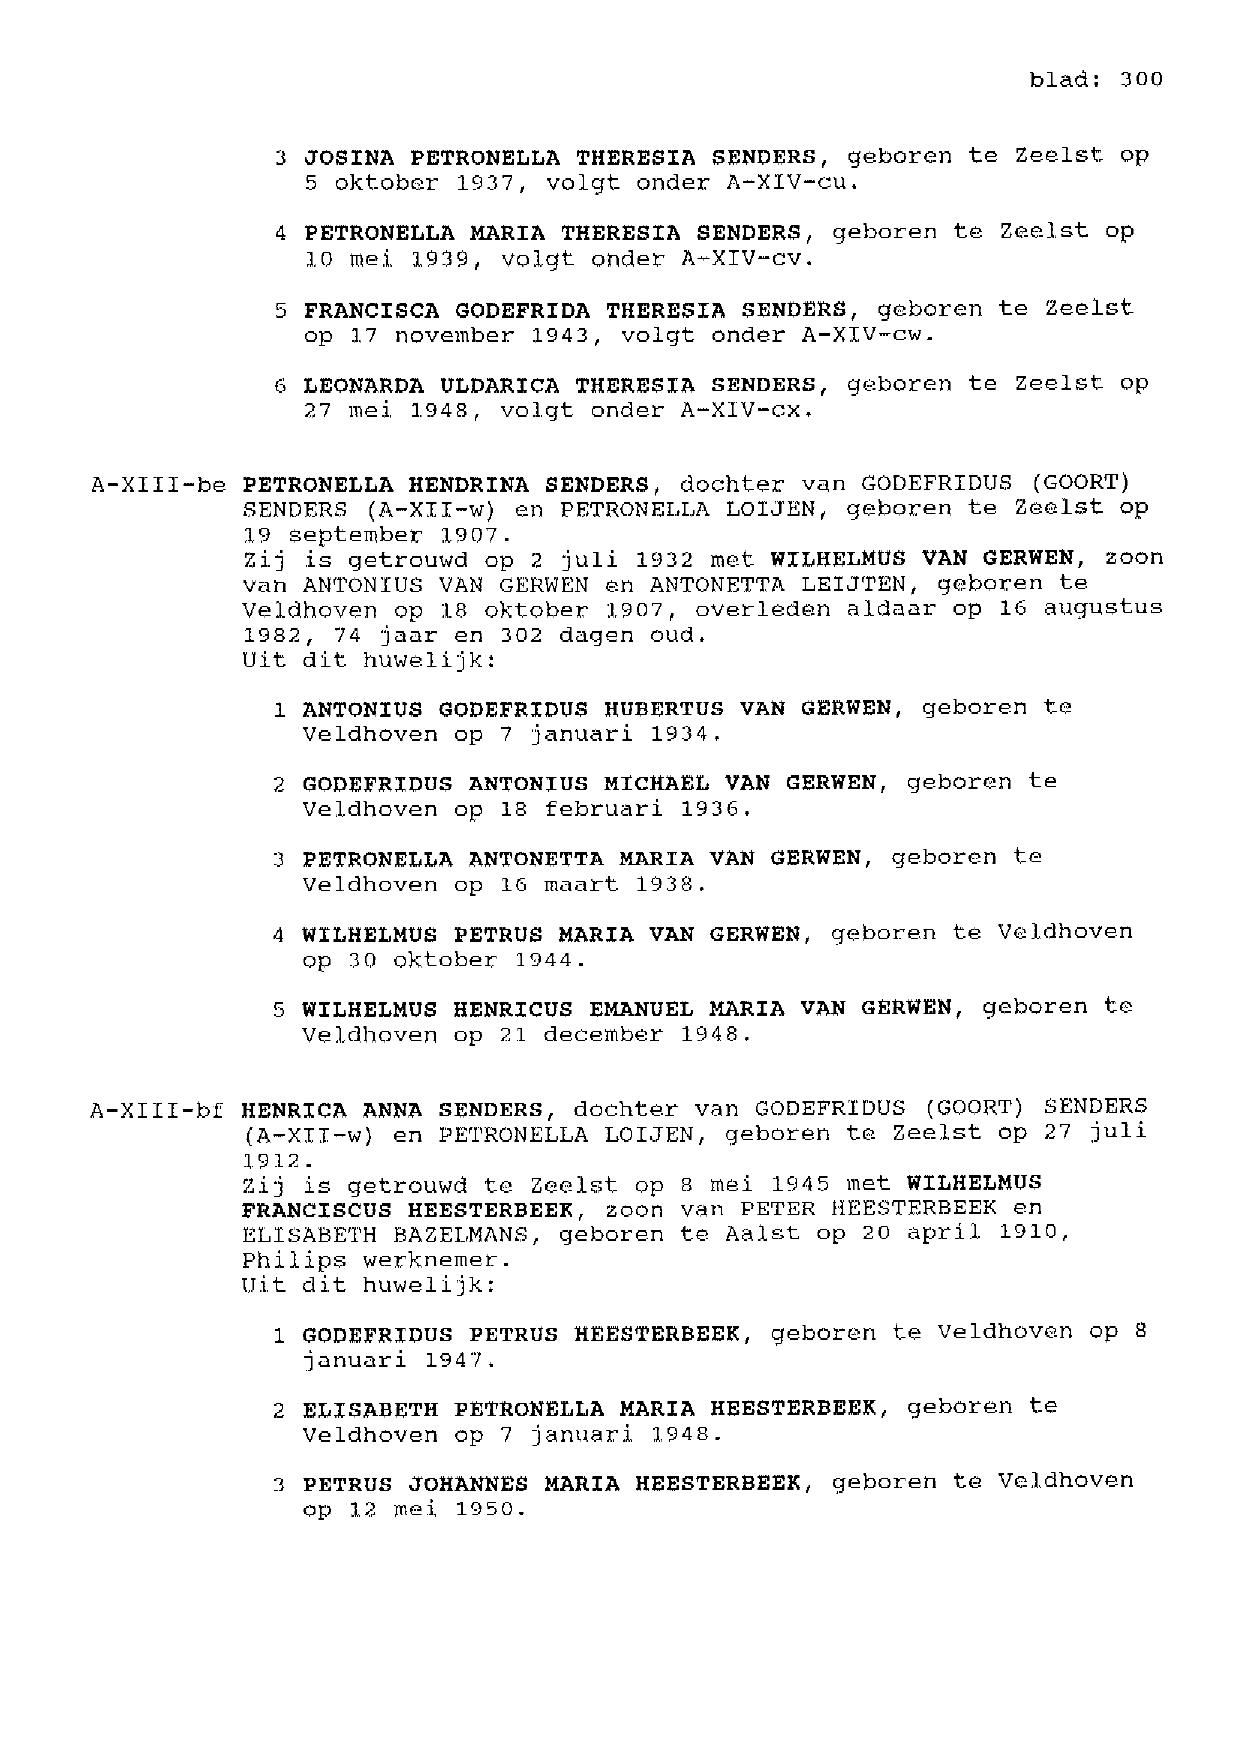 blad: 300
3 JOSINA PETRONELLA THERESIA SENDERS, geboren te Zeelst op
5 oktober 1937, volgt onder A-XIV-cu.
4 PETRONELLA MARIA THERESIA SENDERS, geboren te Zeelst op
10 mei 1939, volgt onder A-XIV-cv.
5 FRANCISCA GODEFRIDA THERESIA SENDERS, geboren te Zeelst
op 17 november 1943, volgt onder A-XIV-cw.
6 LEONARDA ULDARICA THERESIA SENDERS, geboren te Zeelst op
27 mei 1948, volgt onder A-XIV-cx.
A-XIII-be PETRONELLA HENDRINA SENDERS, dochter van GODEFRIDUS (GOORT)
SENDERS (A-XII-w) en PETRONELLA LOIJEN, geboren te Zeelst op
19 september 1907.
Zij is getrouwd op 2 juli 1932 met WILHELMUS VAN GERWEN, zoon
van ANTONIUS VAN GERWEN en ANTONETTA LEIJTEN, geboren te
Veldhoven op 18 oktober 1907, overleden aldaar op 16 augustus
1982, 74 jaar en 302 dagen oud.
Uit dit huwelijk:
1 ANTONIUS GODEFRIDUS HUBERTUS VAN GERWEN, geboren te
Veldhoven op 7 januari 1934.
2 GODEFRIDUS ANTONIUS MICHAEL VAN GERWEN, geboren te
Veldhoven op 18 februari 1936.
3 PETRONELLA ANTONETTA MARIA VAN GERWEN, geboren te
Veldhoven op 16 maart 1938.
4 WILHELMUS PETRUS MARIA VAN GERWEN, geboren te Veldhoven
op 30 oktober 1944.
5 WILHELMUS HENRICUS EMANUEL MARIA VAN GERWEN, geboren te
Veldhoven op 21 december 1948.
A-XIII-bf HENRICA ANNA SENDERS, dochter van GODEFRIDUS (GOORT) SENDERS
(A-XII-w) en PETRONELLA LOIJEN, geboren te Zeelst op 27 juli
1912.
Zij is getrouwd te Zeelst op 8 mei 1945 met WILHELMUS
FRANCISCUS HEESTERBEEK, zoon van PETER HEESTERBEEK en
ELISABETH BAZELMANS, geboren te Aalst op 20 april 1910,
Philips werknemer.
Uit dit huwelijk:
1 GODEFRIDUS PETRUS HEESTERBEEK, geboren te Veldhoven op 8
januari 1947.
2 ELISABETH PETRONELLA MARIA HEESTERBEEK, geboren te
Veldhoven op 7 januari 1948.
3 PETRUS JOHANNES MARIA HEESTERBEEK, geboren te Veldhoven
op 12 mei 1950.